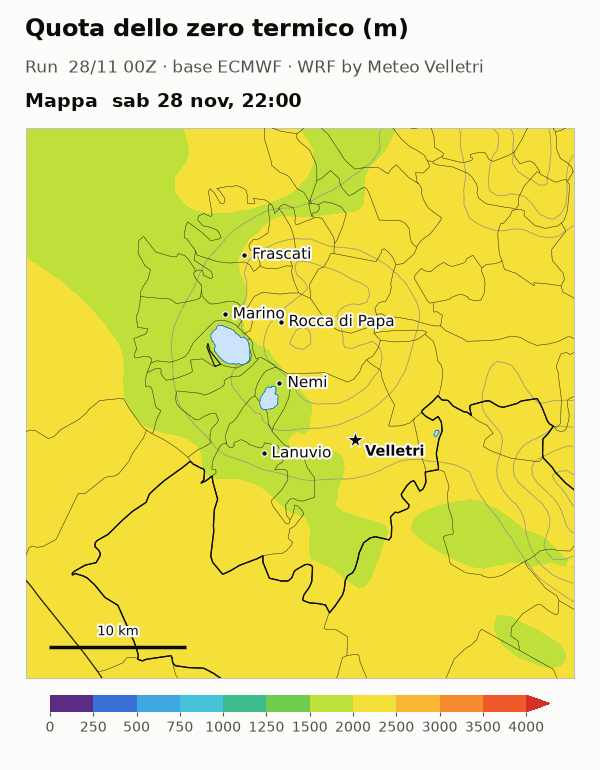 Quota dello zero termico (m)
Run  28/11 00Z · base ECMWF · WRF by Meteo Velletri
Mappa  sab 28 nov, 22:00
Frascati
Marino
Rocca di Papa
Nemi
Velletri
Lanuvio
10 km
0 250 500 750 1000 1250 1500 2000 2500 3000 3500 4000